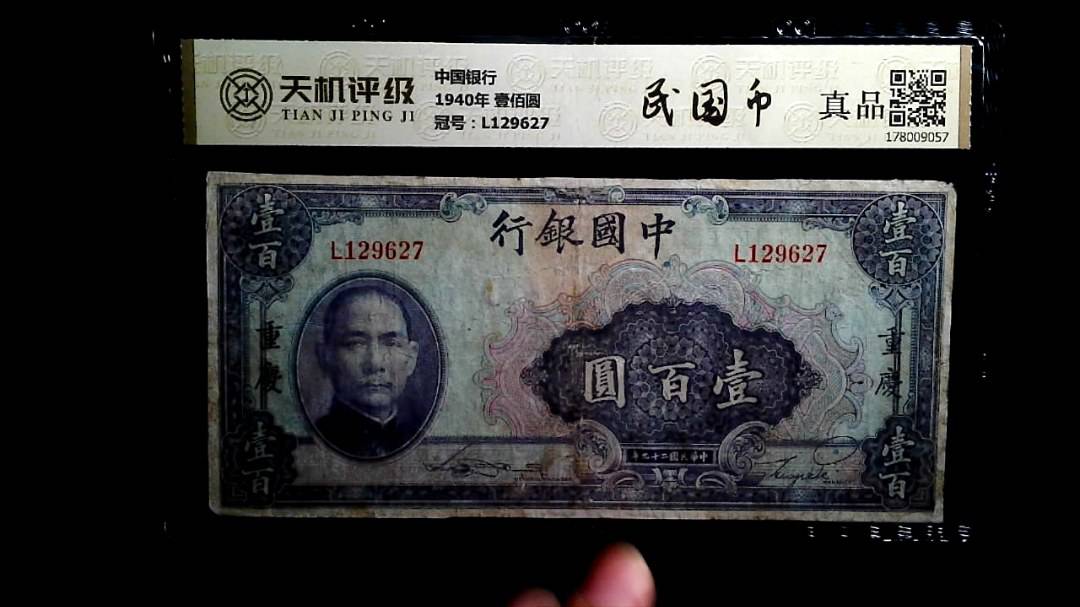 天机评级
TIAN JI PING JI
中国银行
1940年 壹佰圆
冠号：L129627
民国币
真品
178009057
壹百
行銀國中
壹百
L129627
L129627
重慶
重慶
圓百壹
年九十二國民華中
壹百
壹百